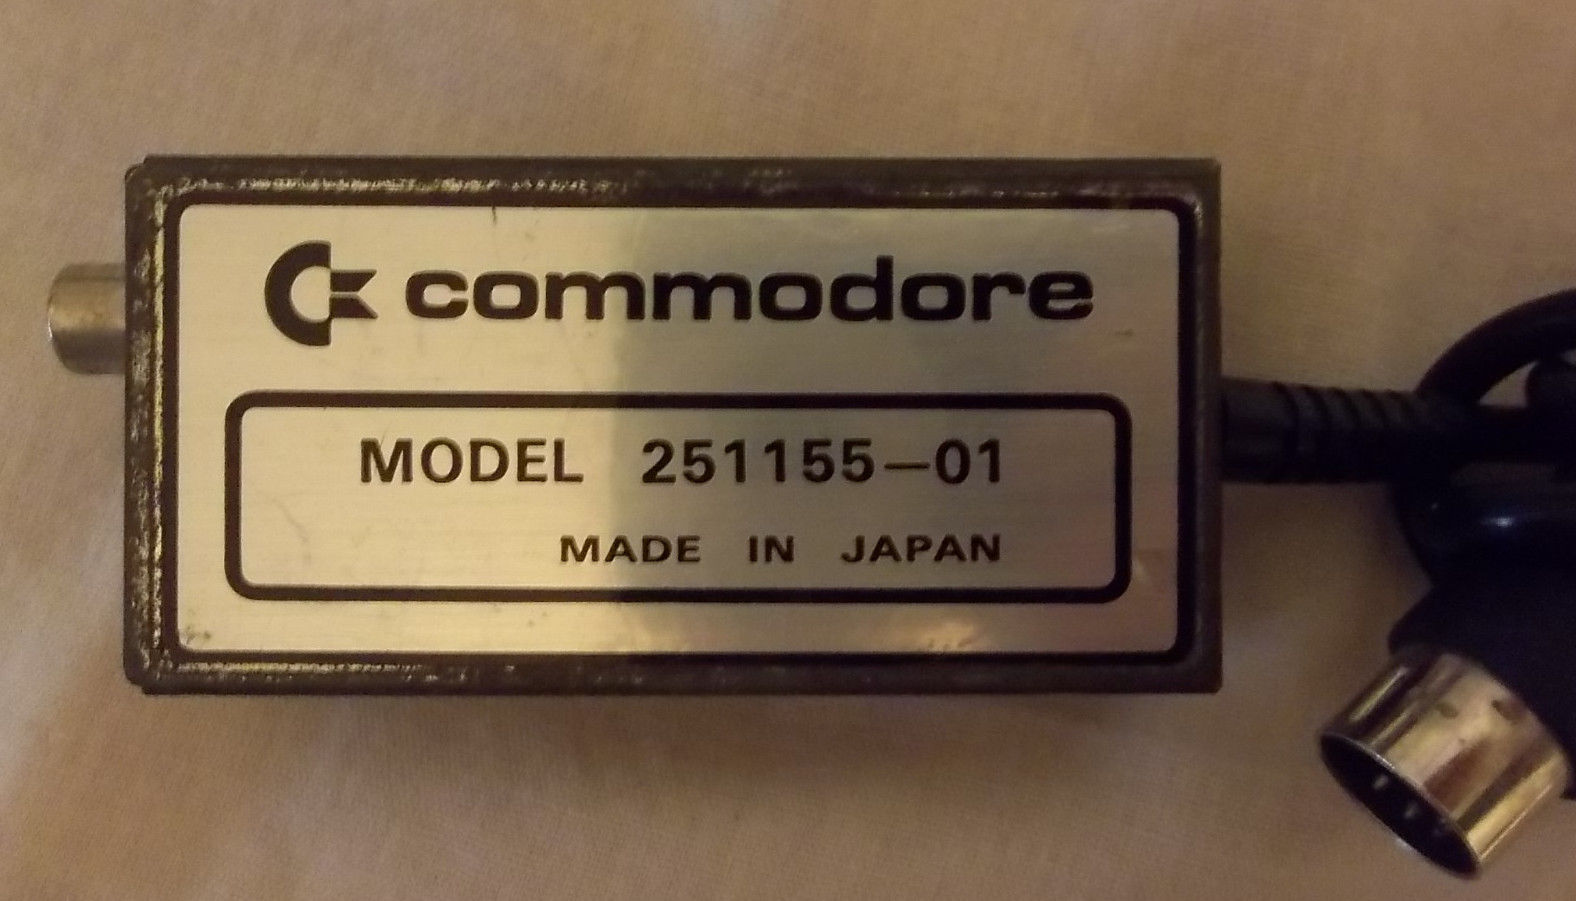 commodore
MODEL 251155-01
MADE IN JAPAN